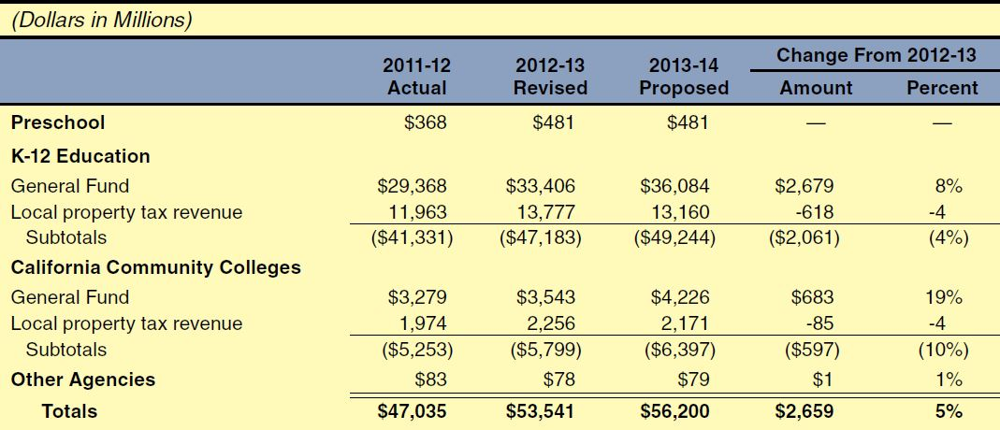 (Dollars in Millions)
Change From 2012-13
2011-12 2012-13 2013-14
Actual Revised Proposed Amount Percent
Preschool $368 $481 $481 — —
K-12 Education
General Fund $29,368 $33,406 $36,084 $2,679 8%
Local property tax revenue 11,963 13,777 13,160 -618 -4
Subtotals ($41,331) ($47,183) ($49,244) ($2,061) (4%)
California Community Colleges
General Fund $3,279 $3,543 $4,226 $683 19%
Local property tax revenue 1,974 2,256 2,171 -85 -4
Subtotals ($5,253) ($5,799) ($6,397) ($597) (10%)
Other Agencies $83 $78 $79 $1 1%
Totals $47,035 $53,541 $56,200 $2,659 5%